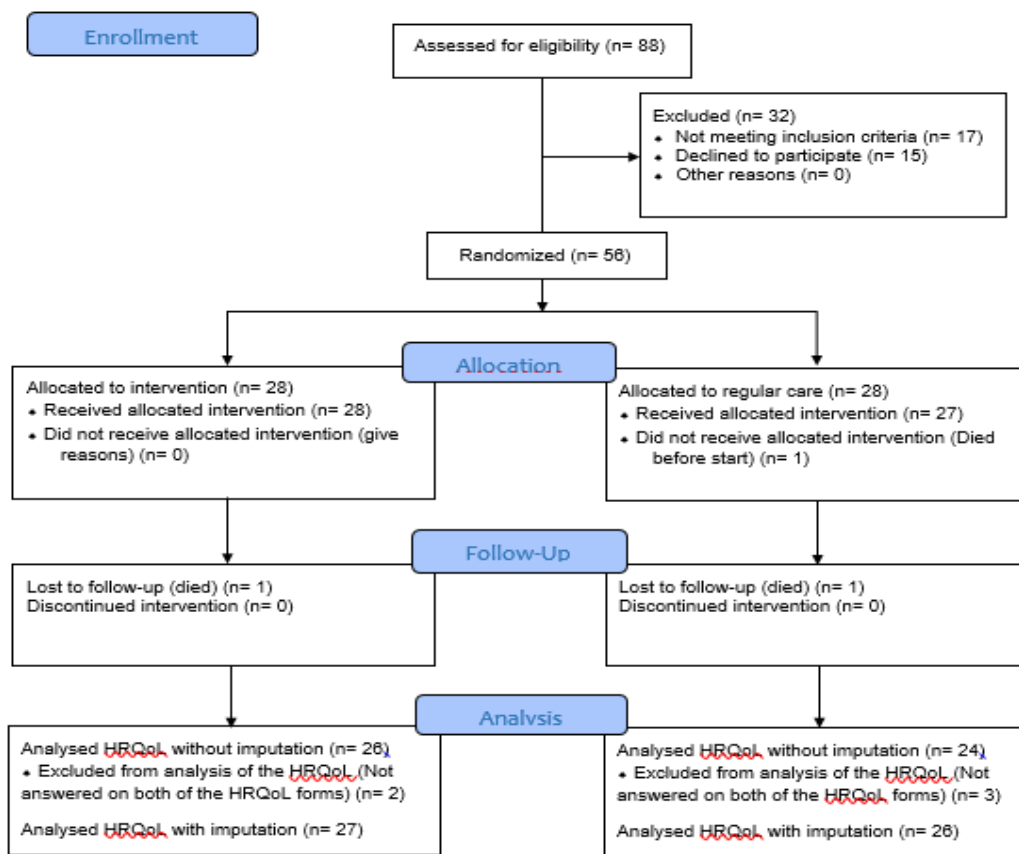 Enrollment
Assessed for eligibility (n= 88)
Excluded (n= 32)
• Not meeting inclusion criteria (n= 17)
• Declined to participate (n= 15)
• Other reasons (n= 0)
Randomized (n= 56)
Allocation
Allocated to intervention (n= 28)
• Received allocated intervention (n= 28)
• Did not receive allocated intervention (give
reasons) (n= 0)
Allocated to regular care (n= 28)
• Received allocated intervention (n= 27)
• Did not receive allocated intervention (Died
before start) (n= 1)
Follow-Up
Lost to follow-up (died) (n= 1)
Discontinued intervention (n= 0)
Lost to follow-up (died) (n= 1)
Discontinued intervention (n= 0)
Analysis
Analysed HRQoL without imputation (n= 26)
• Excluded from analysis of the HRQoL (Not
answered on both of the HRQoL forms) (n= 2)
Analysed HRQoL with imputation (n= 27)
Analysed HRQoL without imputation (n= 24)
• Excluded from analysis of the HRQoL (Not
answered on both of the HRQoL forms) (n= 3)
Analysed HRQoL with imputation (n= 26)